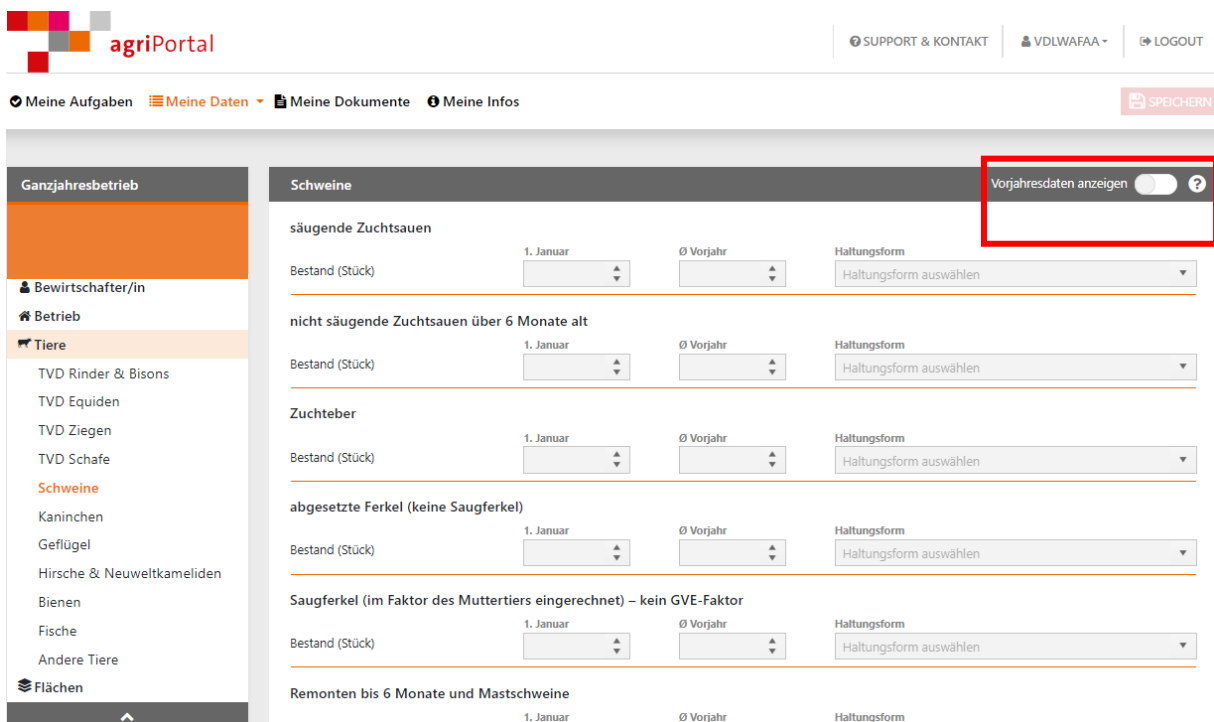 agriPortal
SUPPORT & KONTAKT
VDLWAFAA
LOGOUT
Meine Aufgaben
Meine Daten
Meine Dokumente
Meine Infos
SPEICHERN
Ganzjahresbetrieb
Bewirtschafter/in
Betrieb
Tiere
TVD Rinder & Bisons
TVD Equiden
TVD Ziegen
TVD Schafe
Schweine
Kaninchen
Geflügel
Hirsche & Neuweltkameliden
Bienen
Fische
Andere Tiere
Flächen
Schweine
Vorjahresdaten anzeigen
säugende Zuchtsauen
1. Januar Ø Vorjahr Haltungsform
Bestand (Stück) Haltungsform auswählen
nicht säugende Zuchtsauen über 6 Monate alt
1. Januar Ø Vorjahr Haltungsform
Bestand (Stück) Haltungsform auswählen
Zuchteber
1. Januar Ø Vorjahr Haltungsform
Bestand (Stück) Haltungsform auswählen
abgesetzte Ferkel (keine Saugferkel)
1. Januar Ø Vorjahr Haltungsform
Bestand (Stück) Haltungsform auswählen
Saugferkel (im Faktor des Muttertiers eingerechnet) – kein GVE-Faktor
1. Januar Ø Vorjahr Haltungsform
Bestand (Stück) Haltungsform auswählen
Remonten bis 6 Monate und Mastschweine
1. Januar Ø Vorjahr Haltungsform